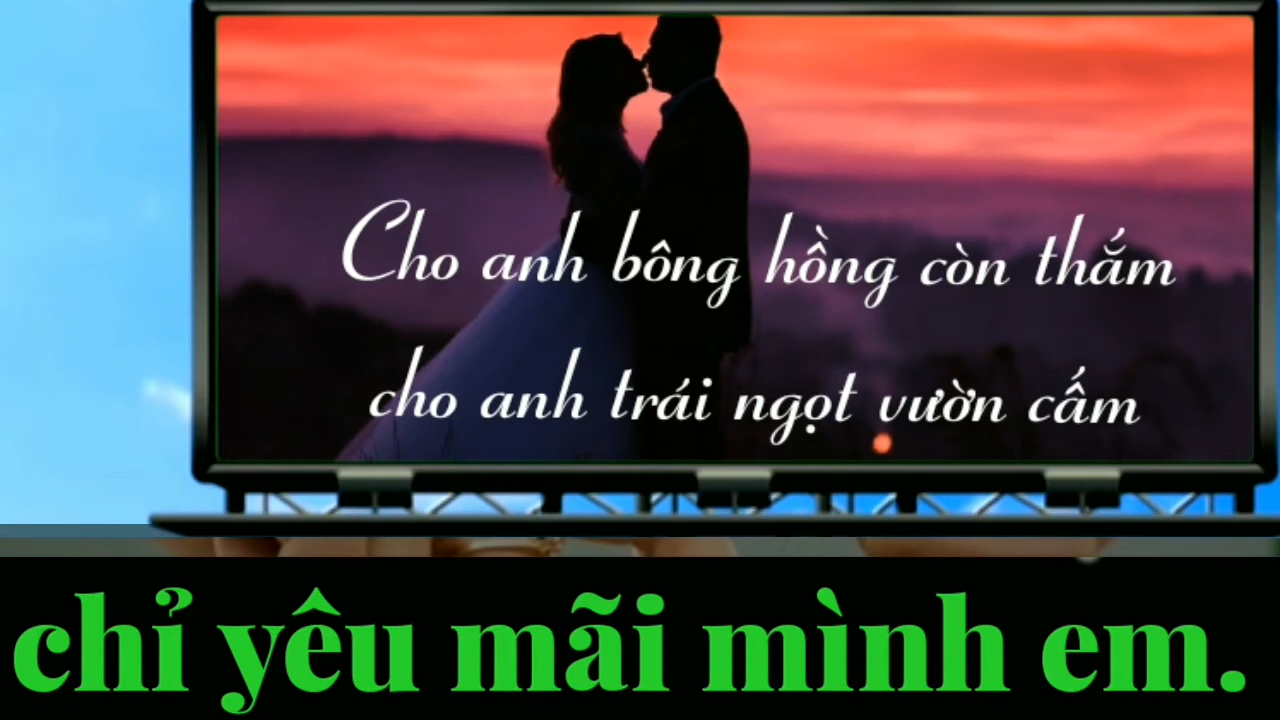 Cho anh bông hồng còn thắm
cho anh trái ngọt vườn cấm
chỉ yêu mãi mình em.